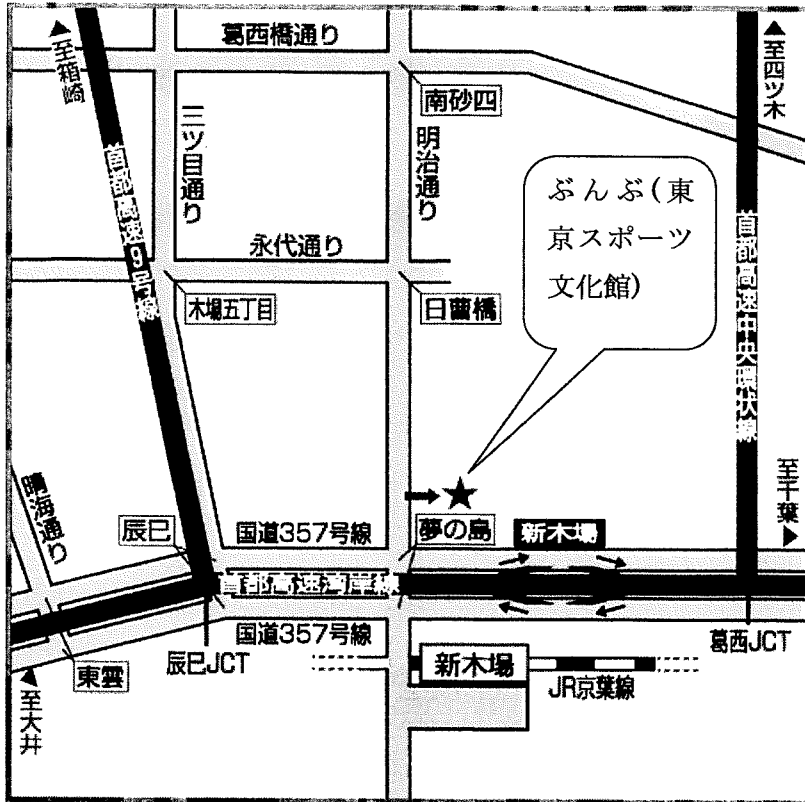 葛西橋通り
至箱崎
至四ツ木
南砂四
三ツ目通り
明治通り
首都高速9号線
ぶんぶ(東
京スポーツ
文化館)
永代通り
首都高速中央環状線
木場五丁目
日曹橋
至千葉
晴海通り
辰巳
国道357号線
夢の島
新木場
首都高速湾岸線
国道357号線
東雲
辰巳JCT
新木場
JR京葉線
葛西JCT
至大井